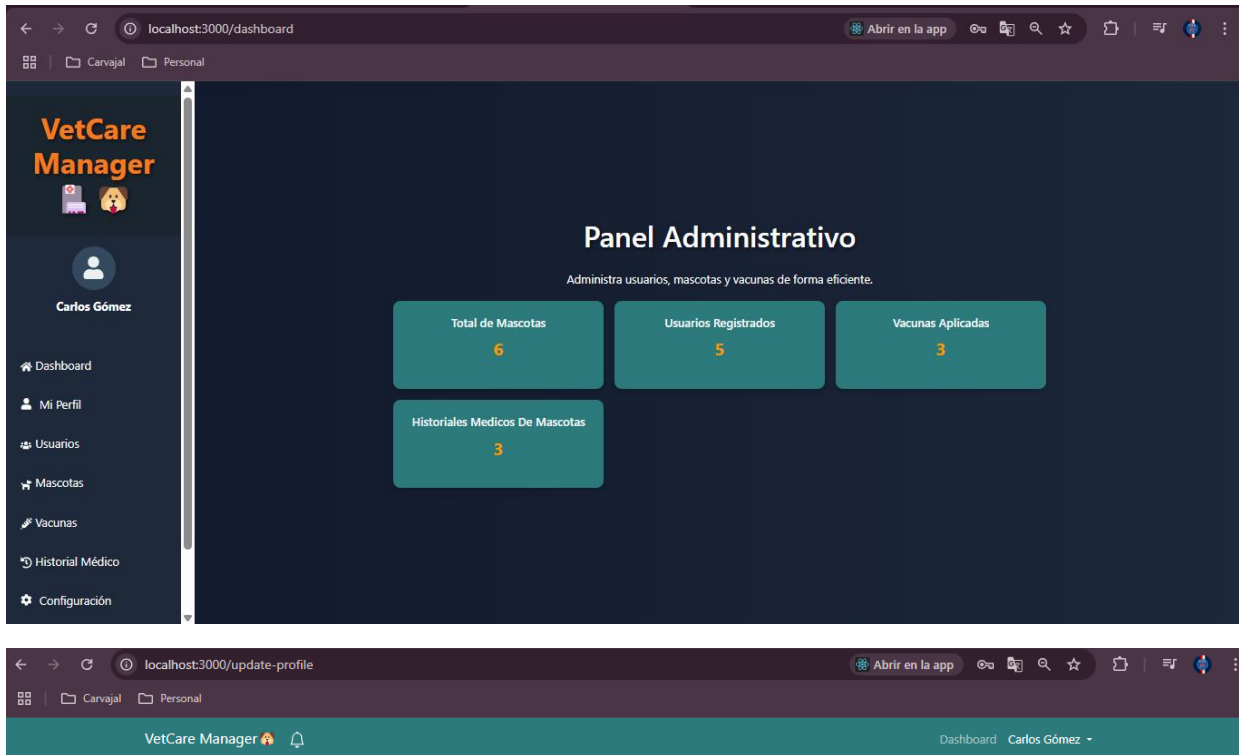 localhost:3000/dashboard
Abrir en la app
Carvajal
Personal
VetCare
Manager
Carlos Gómez
Dashboard
Mi Perfil
Usuarios
Mascotas
Vacunas
Historial Médico
Configuración
Panel Administrativo
Administra usuarios, mascotas y vacunas de forma eficiente.
Total de Mascotas
6
Usuarios Registrados
5
Vacunas Aplicadas
3
Historiales Medicos De Mascotas
3
localhost:3000/update-profile
Abrir en la app
Carvajal
Personal
VetCare Manager
Dashboard
Carlos Gómez